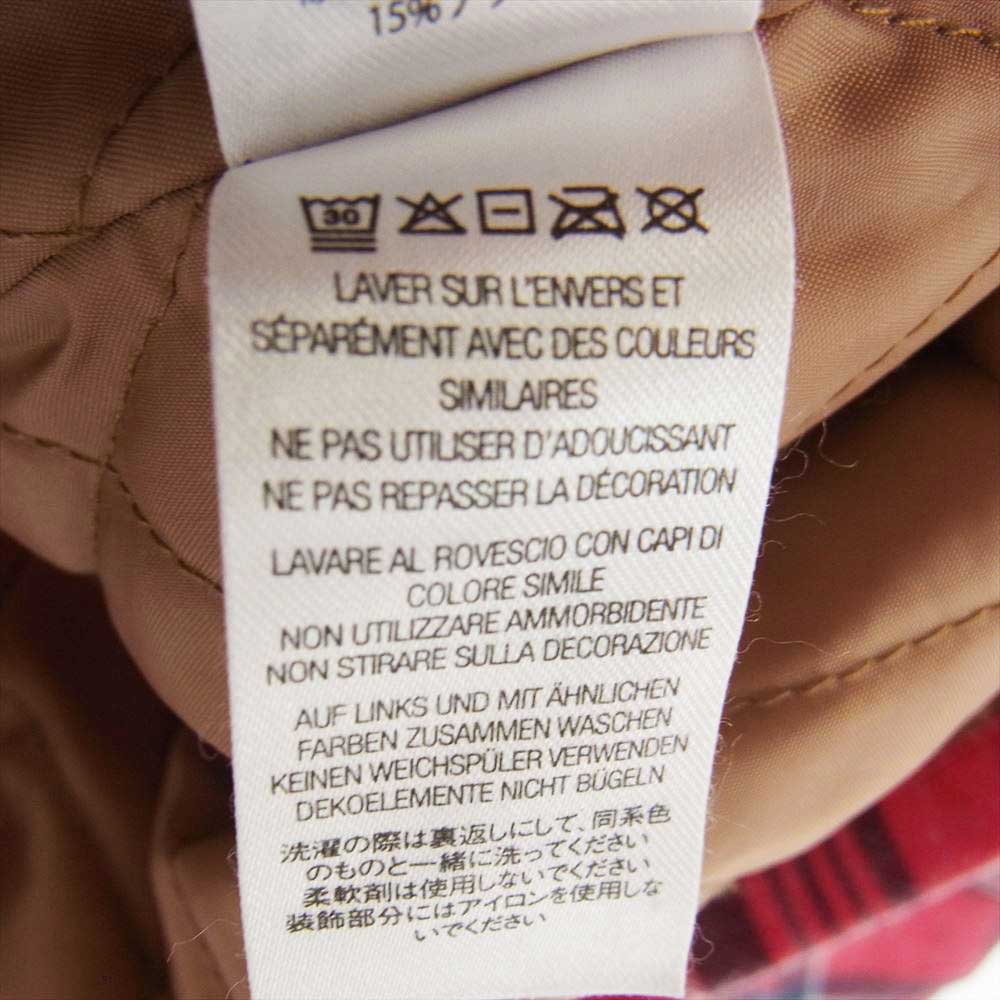 15%
30
LAVER SUR L'ENVERS ET
SÉPARÉMENT AVEC DES COULEURS
SIMILAIRES
NE PAS UTILISER D'ADOUCISSANT
NE PAS REPASSER LA DÉCORATION
LAVARE AL ROVESCIO CON CAPI DI
COLORE SIMILE
NON UTILIZZARE AMMORBIDENTE
NON STIRARE SULLA DECORAZIONE
AUF LINKS UND MIT ÄHNLICHEN
FARBEN ZUSAMMEN WASCHEN
KEINEN WEICHSPÜLER VERWENDEN
DEKOELEMENTE NICHT BÜGELN
洗濯の際は裏返しにして、同系色
のものと一緒に洗ってください
柔軟剤は使用しないでください
装飾部分にはアイロンを使用しな
いでください